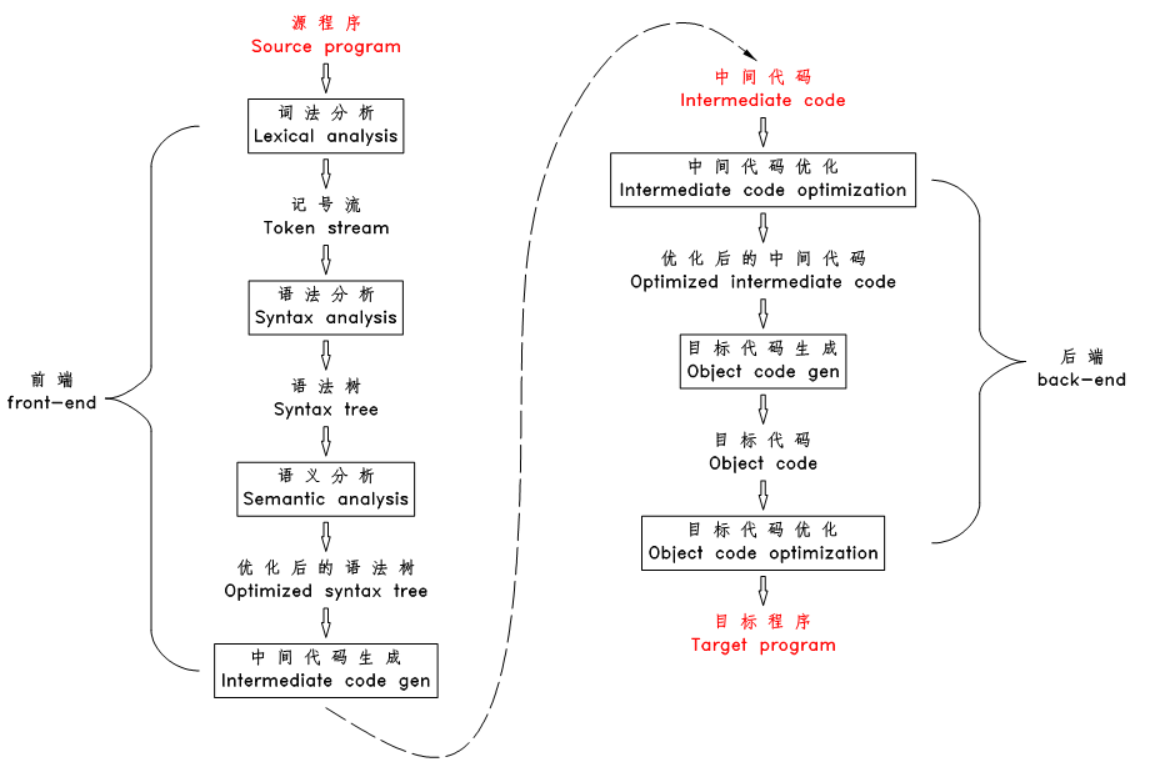 源程序
Source program
词法分析
Lexical analysis
记号流
Token stream
语法分析
Syntax analysis
语法树
Syntax tree
语义分析
Semantic analysis
优化后的语法树
Optimized syntax tree
中间代码生成
Intermediate code gen
前端
front-end
中间代码
Intermediate code
中间代码优化
Intermediate code optimization
优化后的中间代码
Optimized intermediate code
目标代码生成
Object code gen
目标代码
Object code
目标代码优化
Object code optimization
目标程序
Target program
后端
back-end